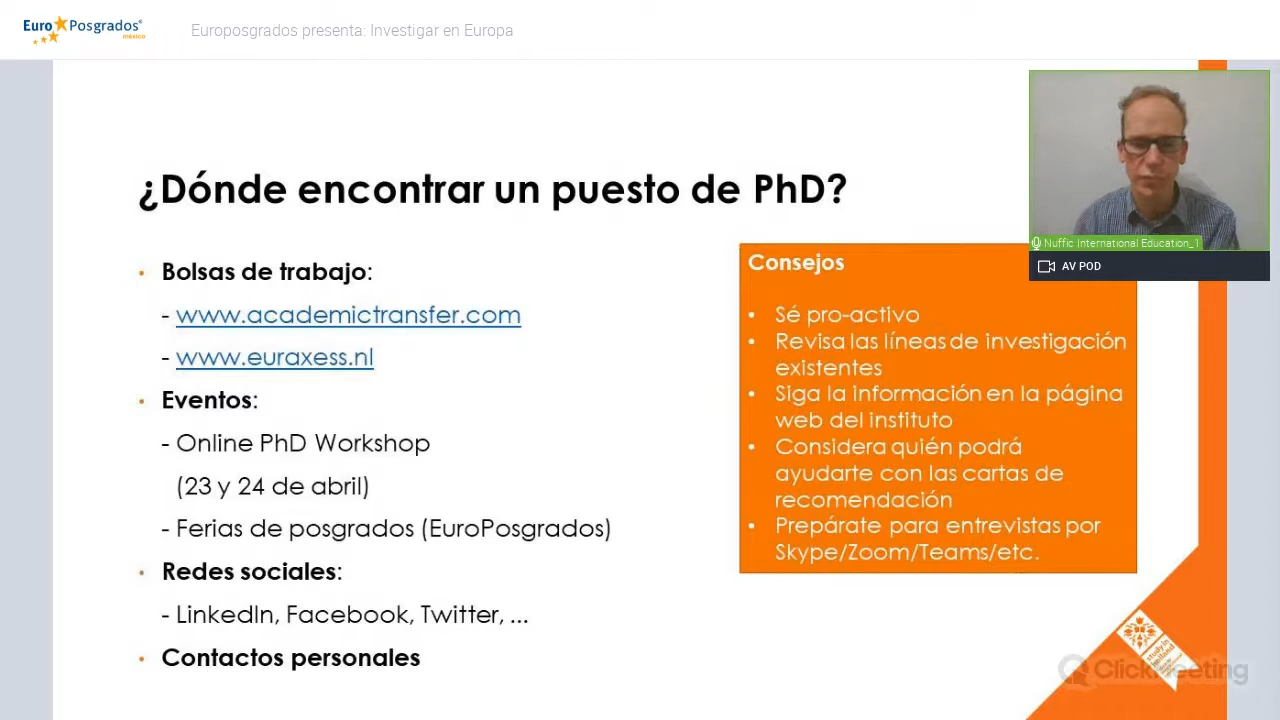 Euro Posgrados®
méxico
Europosgrados presenta: Investigar en Europa
¿Dónde encontrar un puesto de PhD?
• Bolsas de trabajo:
- www.academictransfer.com
- www.euraxess.nl
• Eventos:
- Online PhD Workshop
(23 y 24 de abril)
- Ferias de posgrados (EuroPosgrados)
• Redes sociales:
- LinkedIn, Facebook, Twitter, ...
• Contactos personales
Consejos
• Sé pro-activo
• Revisa las líneas de investigación
existentes
• Siga la información en la página
web del instituto
• Considera quién podrá
ayudarte con las cartas de
recomendación
• Prepárate para entrevistas por
Skype/Zoom/Teams/etc.
Nuffic International Education_1
AV POD
study in
holland
ClickMeeting